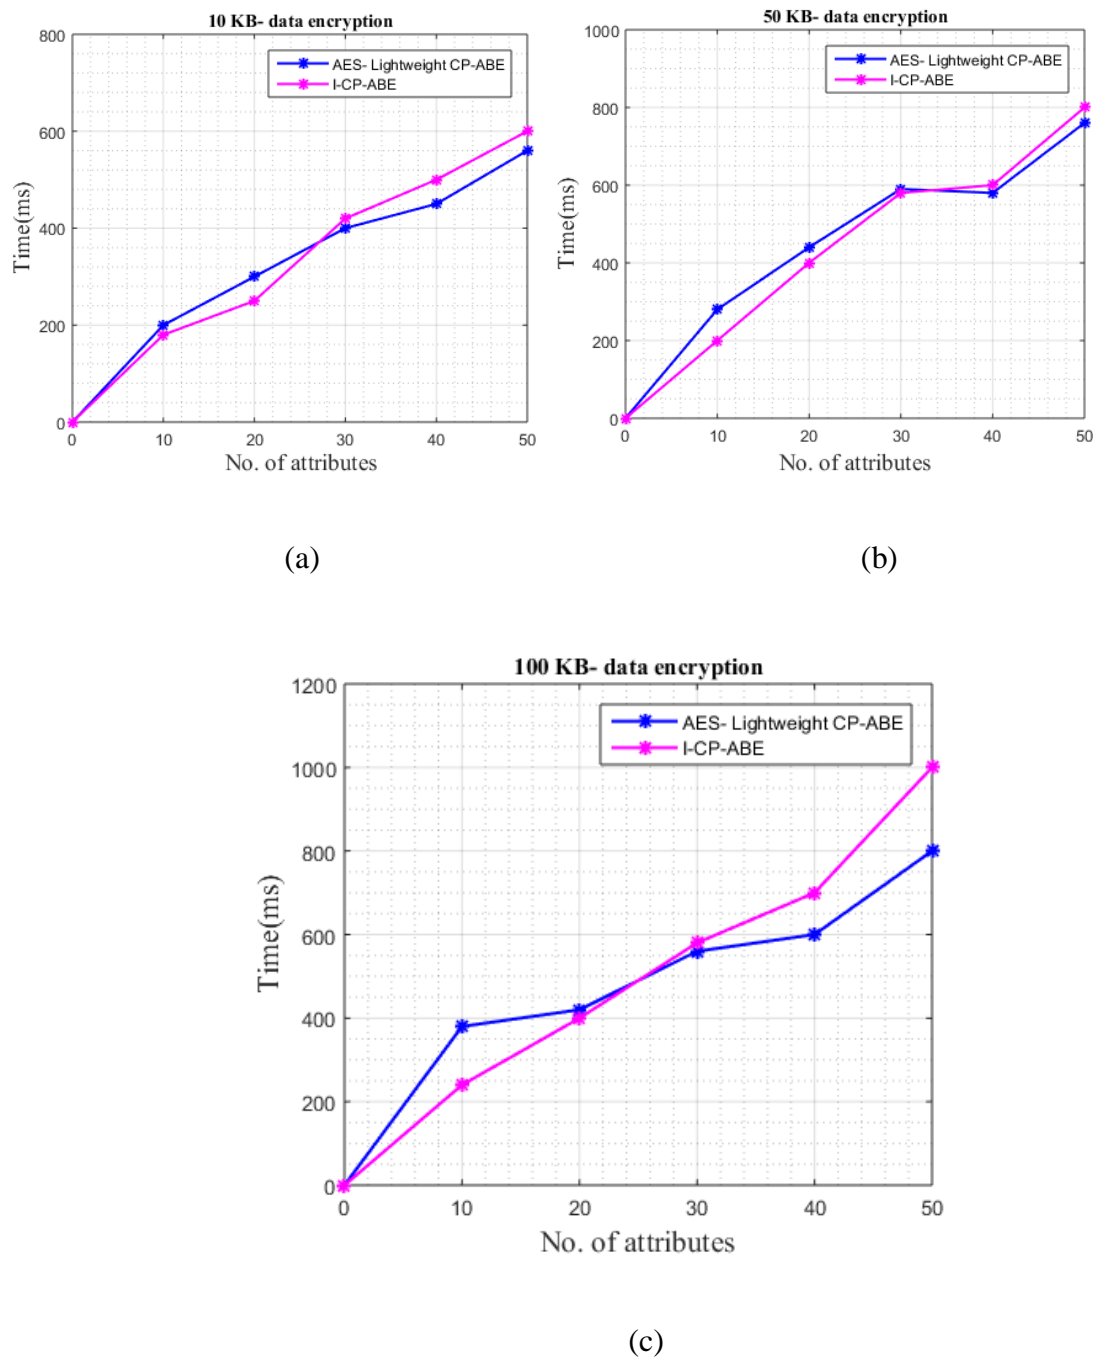 10 KB- data encryption
800
600
400
200
0
Time(ms)
AES- Lightweight CP-ABE
I-CP-ABE
0 10 20 30 40 50
No. of attributes
(a)
50 KB- data encryption
1000
800
600
400
200
0
Time(ms)
AES- Lightweight CP-ABE
I-CP-ABE
0 10 20 30 40 50
No. of attributes
(b)
100 KB- data encryption
1200
1000
800
600
400
200
0
Time(ms)
AES- Lightweight CP-ABE
I-CP-ABE
0 10 20 30 40 50
No. of attributes
(c)